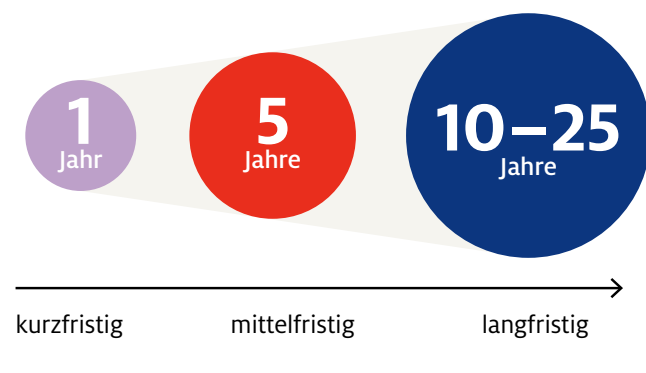 1
Jahr
5
Jahre
10–25
Jahre
kurzfristig
mittelfristig
langfristig